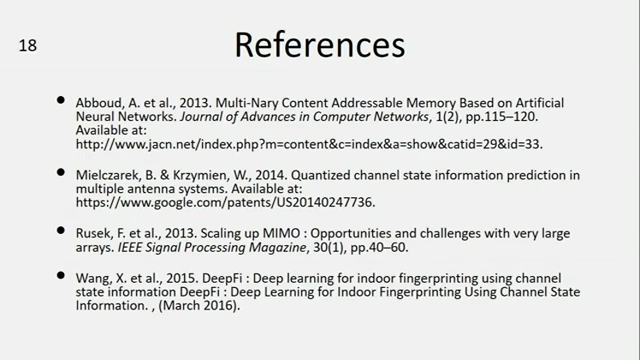 18
References
• Abboud, A. et al., 2013. Multi-Nary Content Addressable Memory Based on Artificial
Neural Networks. Journal of Advances in Computer Networks, 1(2), pp.115–120.
Available at:
http://www.jacn.net/index.php?m=content&c=index&a=show&catid=29&id=33.
• Mielczarek, B. & Krzymien, W., 2014. Quantized channel state information prediction in
multiple antenna systems. Available at:
https://www.google.com/patents/US20140247736.
• Rusek, F. et al., 2013. Scaling up MIMO : Opportunities and challenges with very large
arrays. IEEE Signal Processing Magazine, 30(1), pp.40–60.
• Wang, X. et al., 2015. DeepFi : Deep learning for indoor fingerprinting using channel
state information DeepFi : Deep Learning for Indoor Fingerprinting Using Channel State
Information. , (March 2016).